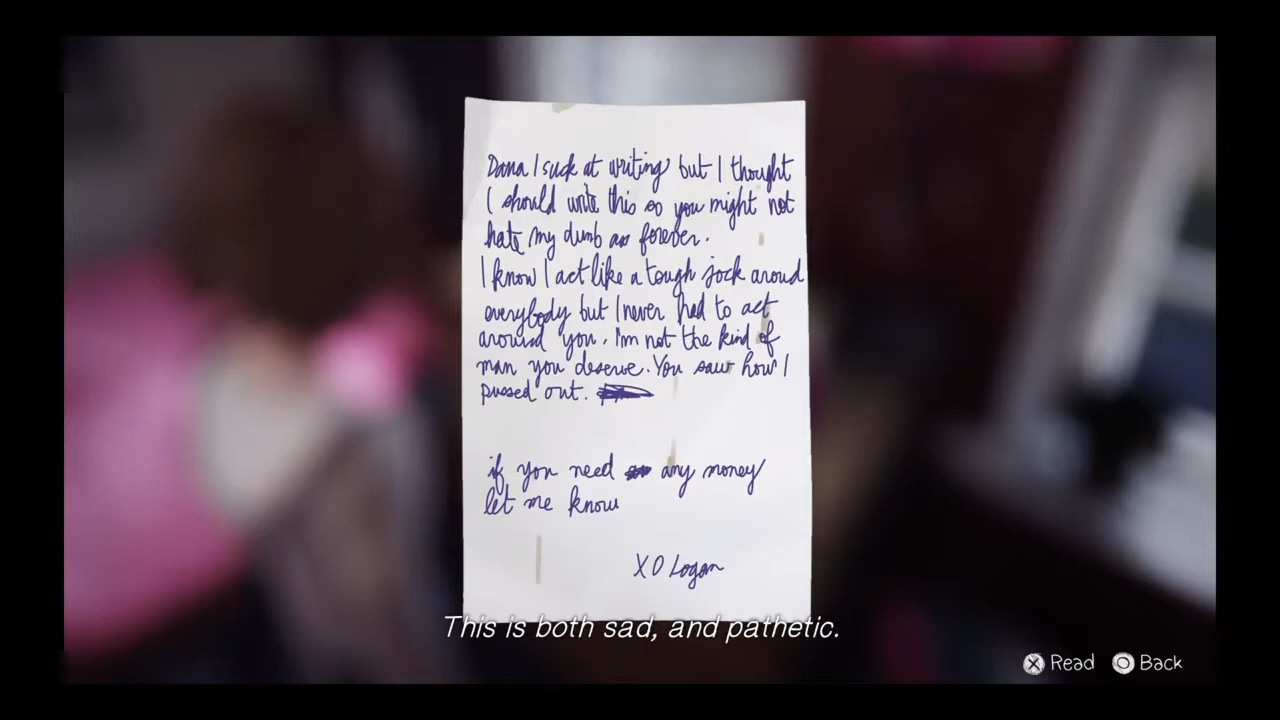 Dana I suck at writing but I thought
I should write this so you might not
hate my dumb ass forever.
I know I act like a tough jock around
everybody but I never had to act
around you. I'm not the kind of
man you deserve. You saw how I
pussed out.
if you need any money
let me know
XO Logan
This is both sad, and pathetic.
Read Back